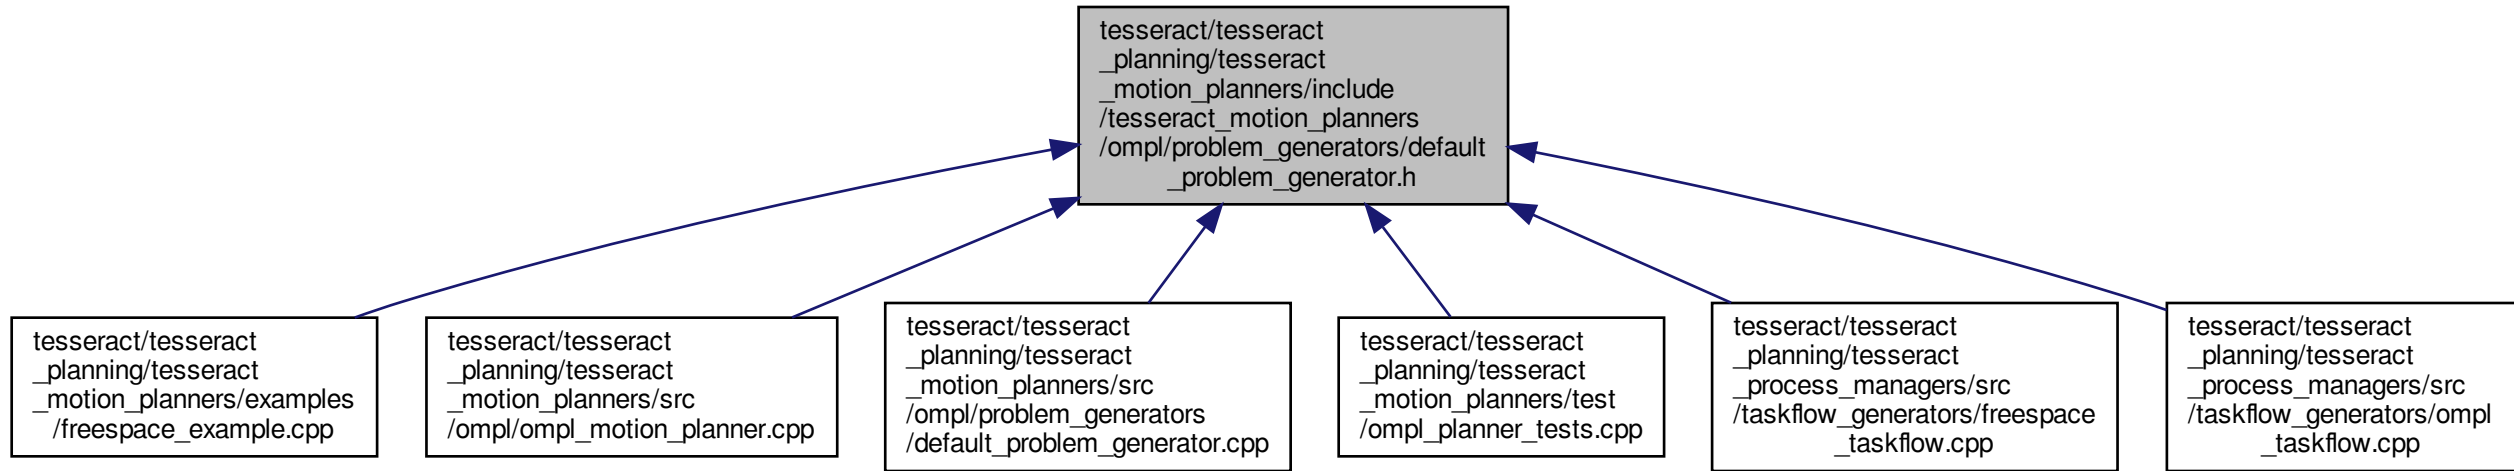 tesseract/tesseract
_planning/tesseract
_motion_planners/include
/tesseract_motion_planners
/ompl/problem_generators/default
_problem_generator.h
tesseract/tesseract
_planning/tesseract
_motion_planners/examples
/freespace_example.cpp
tesseract/tesseract
_planning/tesseract
_motion_planners/src
/ompl/ompl_motion_planner.cpp
tesseract/tesseract
_planning/tesseract
_motion_planners/src
/ompl/problem_generators
/default_problem_generator.cpp
tesseract/tesseract
_planning/tesseract
_motion_planners/test
/ompl_planner_tests.cpp
tesseract/tesseract
_planning/tesseract
_process_managers/src
/taskflow_generators/freespace
_taskflow.cpp
tesseract/tesseract
_planning/tesseract
_process_managers/src
/taskflow_generators/ompl
_taskflow.cpp